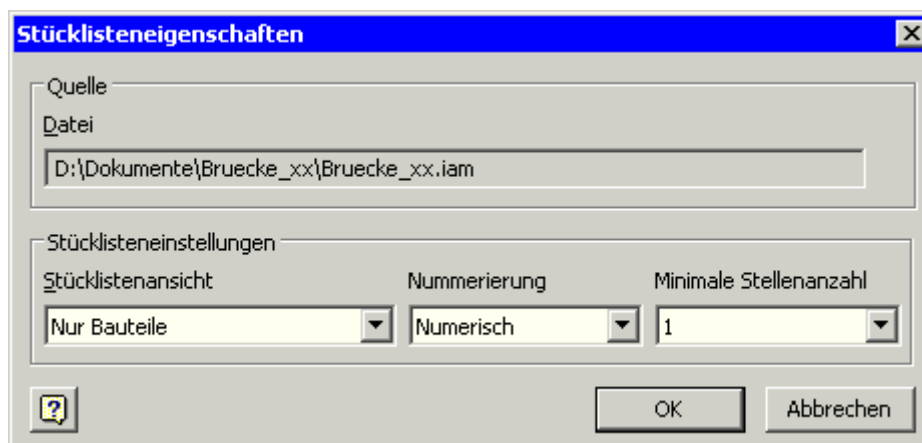 Stücklisteneigenschaften
Quelle
Datei
D:\Dokumente\Bruecke_xx\Bruecke_xx.iam
Stücklisteneinstellungen
Stücklistenansicht Nummerierung Minimale Stellenanzahl
Nur Bauteile Numerisch 1
OK Abbrechen